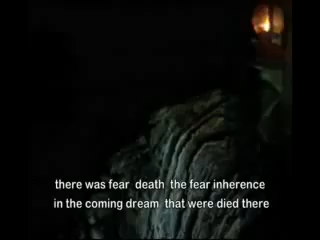 there was fear death the fear inherence
in the coming dream that were died there